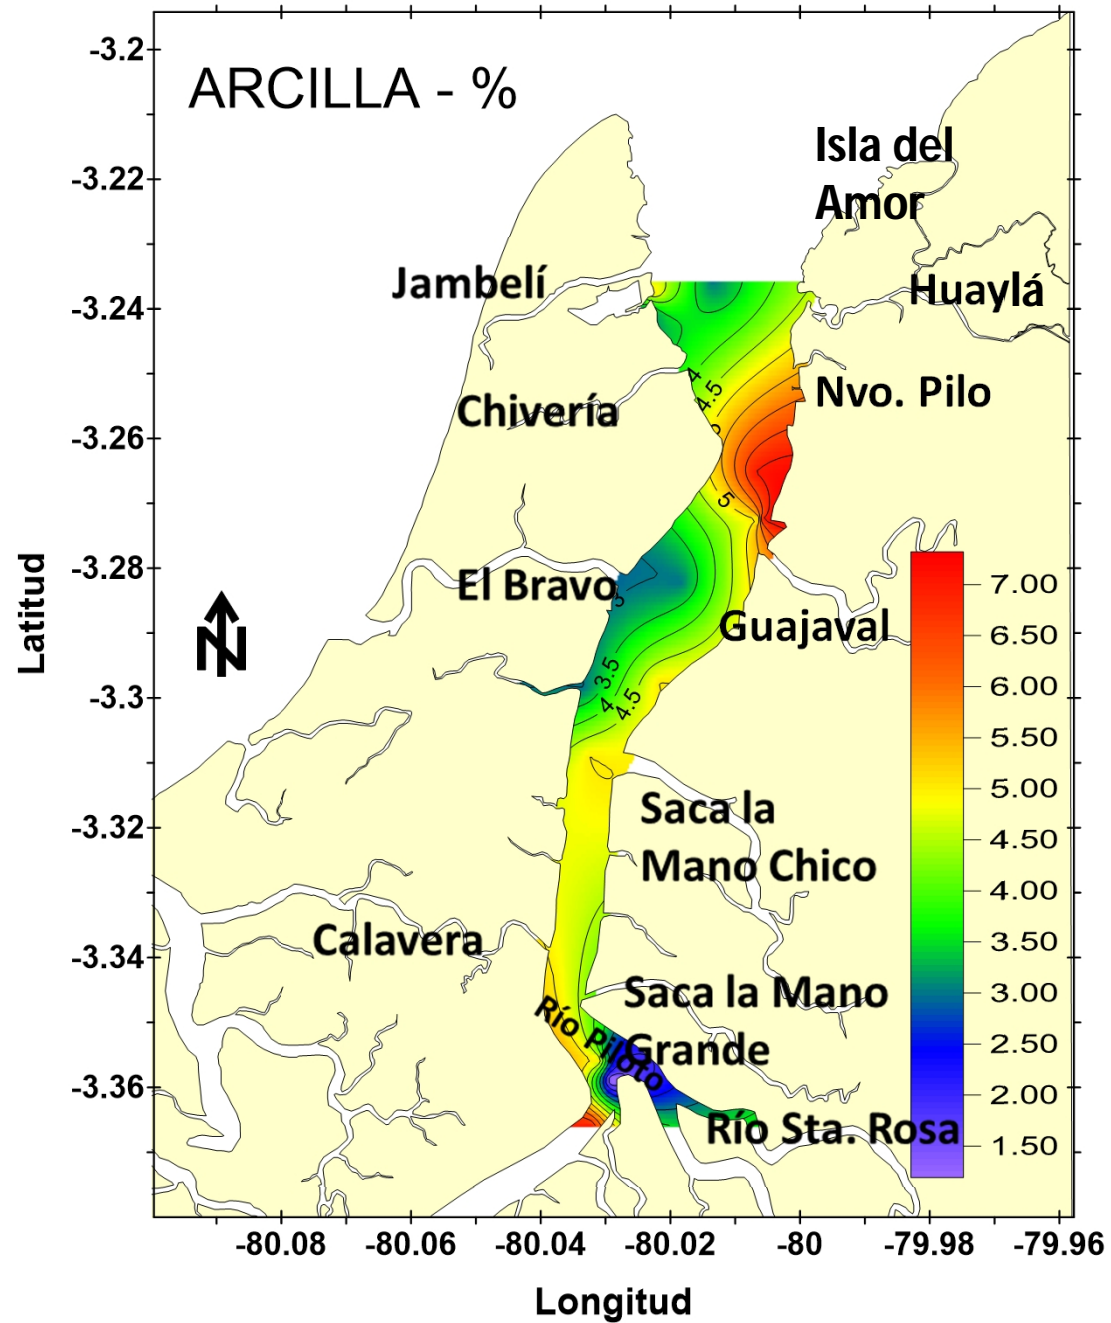 ARCILLA - %
-3.2
-3.22
-3.24
-3.26
-3.28
-3.3
-3.32
-3.34
-3.36
Latitud
Isla del
Amor
Jambelí
Huaylá
4
4.5
5
Nvo. Pilo
Chivería
5
El Bravo
3
Guajaval
3.5
4
4.5
N
Saca la
Mano Chico
Calavera
Saca la Mano
Grande
Río Piloto
Río Sta. Rosa
7.00
6.50
6.00
5.50
5.00
4.50
4.00
3.50
3.00
2.50
2.00
1.50
-80.08
-80.06
-80.04
-80.02
-80
-79.98
-79.96
Longitud